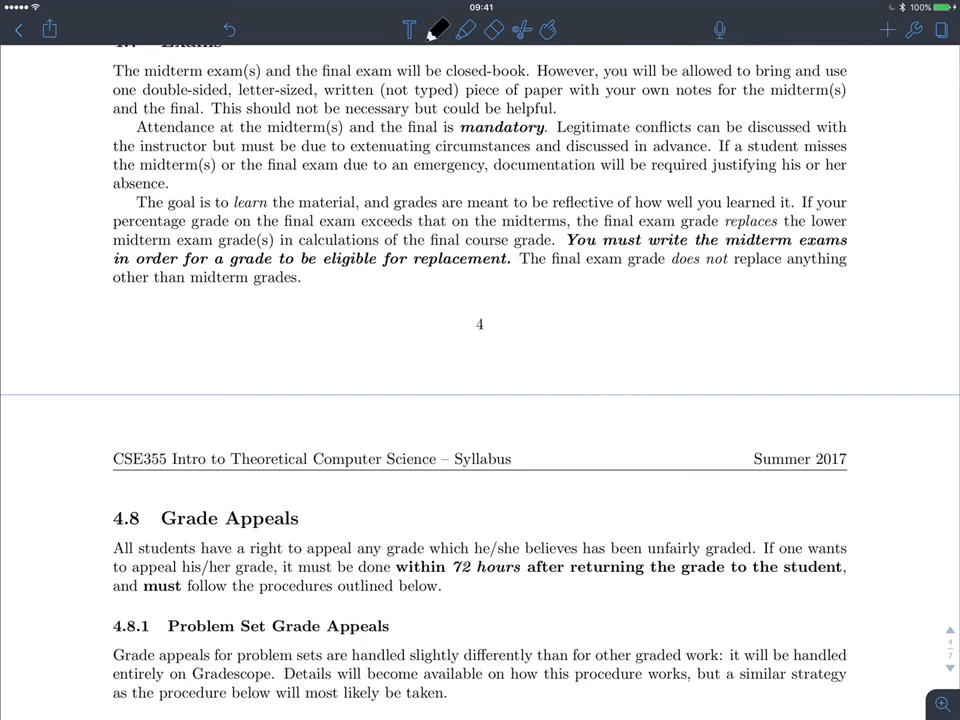 09:41
100%
4.7 Exams
The midterm exam(s) and the final exam will be closed-book. However, you will be allowed to bring and use
one double-sided, letter-sized, written (not typed) piece of paper with your own notes for the midterm(s)
and the final. This should not be necessary but could be helpful.
Attendance at the midterm(s) and the final is mandatory. Legitimate conflicts can be discussed with
the instructor but must be due to extenuating circumstances and discussed in advance. If a student misses
the midterm(s) or the final exam due to an emergency, documentation will be required justifying his or her
absence.
The goal is to learn the material, and grades are meant to be reflective of how well you learned it. If your
percentage grade on the final exam exceeds that on the midterms, the final exam grade replaces the lower
midterm exam grade(s) in calculations of the final course grade. You must write the midterm exams
in order for a grade to be eligible for replacement. The final exam grade does not replace anything
other than midterm grades.
4
CSE355 Intro to Theoretical Computer Science – Syllabus Summer 2017
4.8 Grade Appeals
All students have a right to appeal any grade which he/she believes has been unfairly graded. If one wants
to appeal his/her grade, it must be done within 72 hours after returning the grade to the student,
and must follow the procedures outlined below.
4.8.1 Problem Set Grade Appeals
Grade appeals for problem sets are handled slightly differently than for other graded work: it will be handled
entirely on Gradescope. Details will become available on how this procedure works, but a similar strategy
as the procedure below will most likely be taken.
4
7